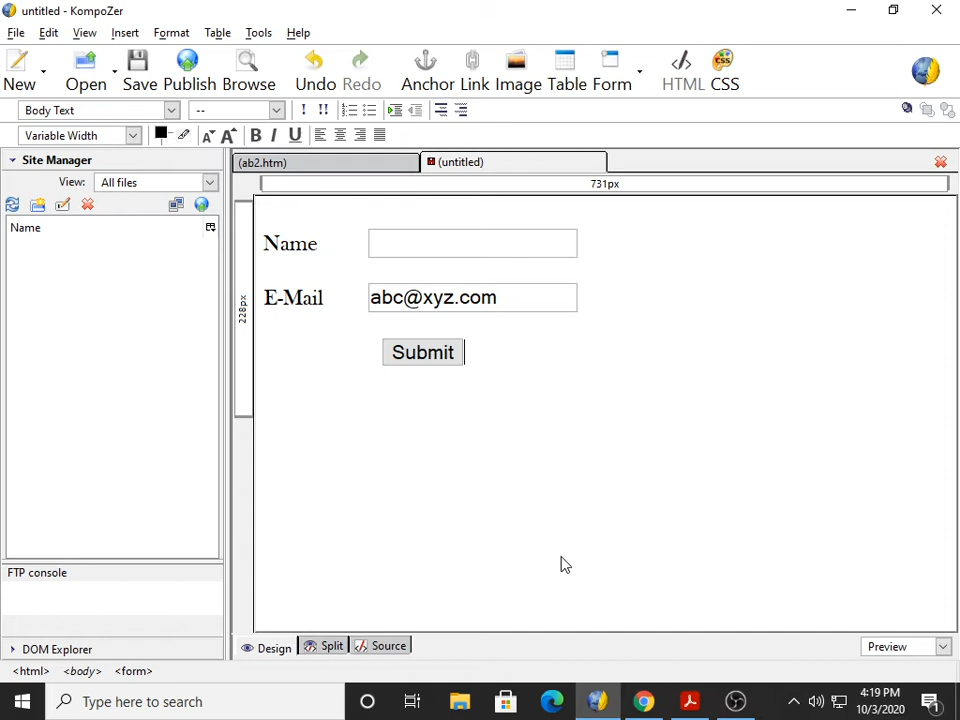 untitled - KompoZer
File Edit View Insert Format Table Tools Help
New Open Save Publish Browse Undo Redo Anchor Link Image Table Form HTML CSS
Body Text -- ! !!
Variable Width B I U
Site Manager
(ab2.htm) (untitled)
View: All files
731px
Name
228px
Name
E-Mail abc@xyz.com
Submit
FTP console
DOM Explorer
Design Split Source Preview
<html> <body> <form>
Type here to search
4:19 PM
10/3/2020
1